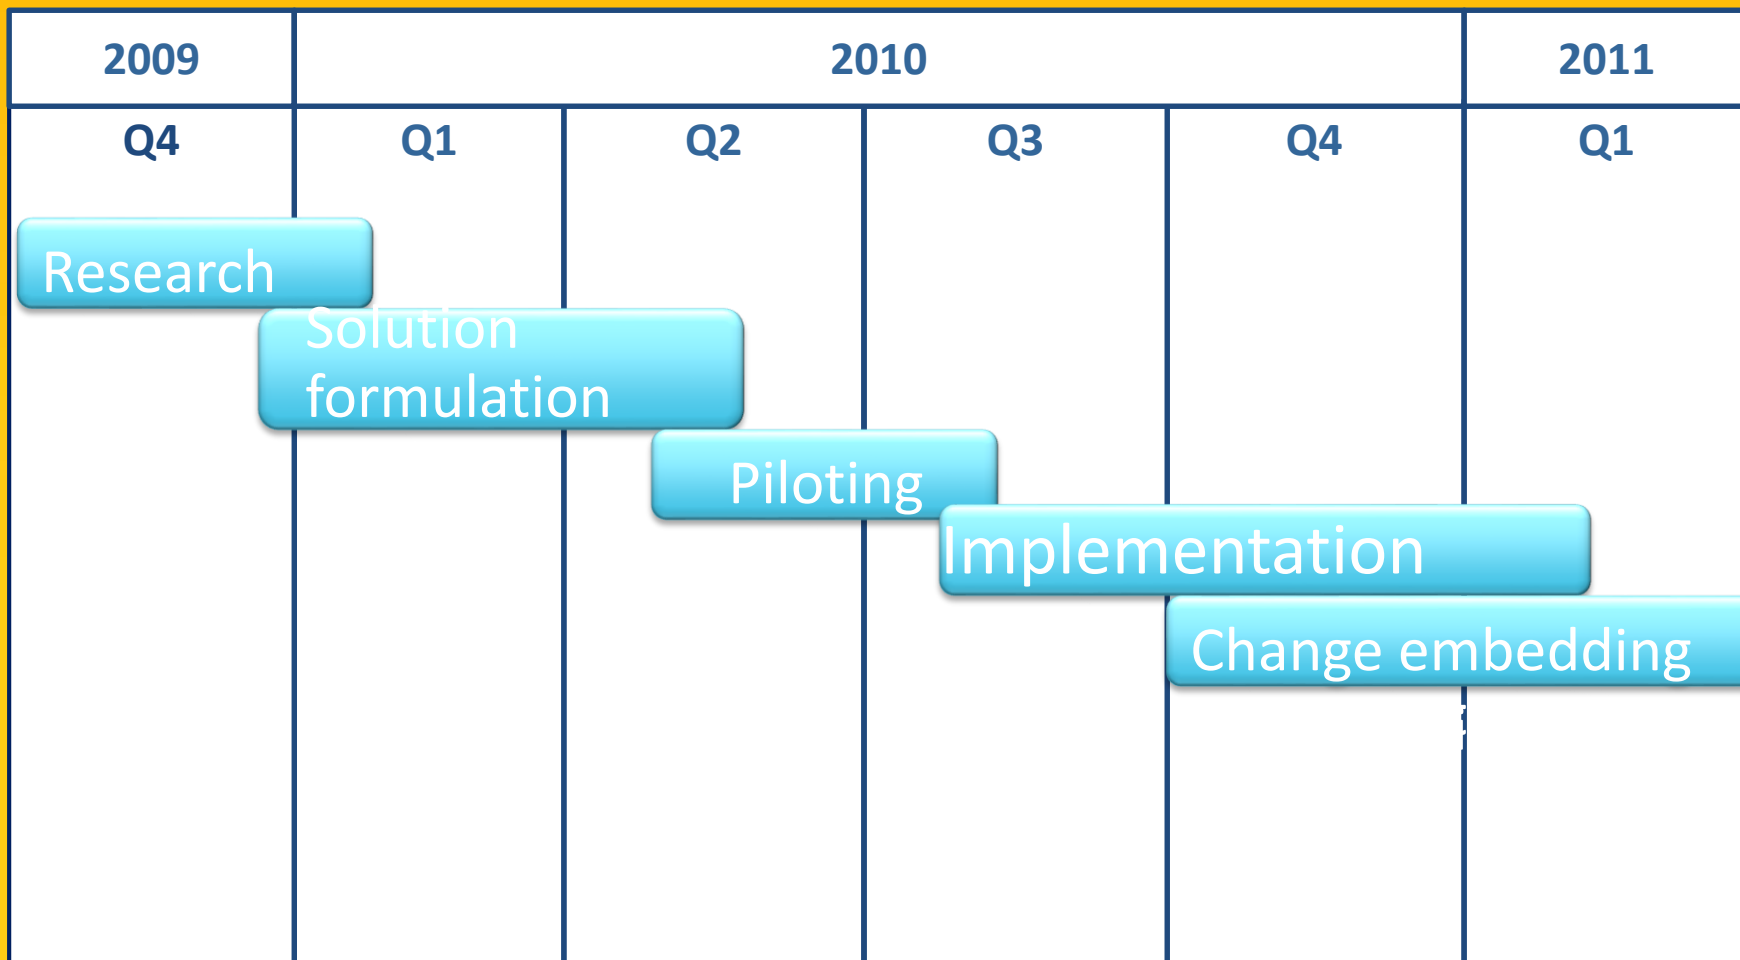 2009 2010 2011
Q4 Q1 Q2 Q3 Q4 Q1
Research
Solution
formulation
Piloting
Implementation
Change embedding